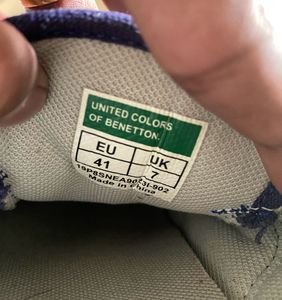 UNITED COLORS
OF BENETTON.
EU UK
41 7
Made in China